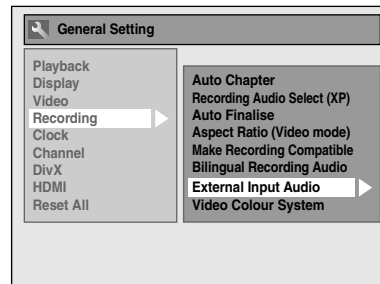 General Setting
Playback
Display
Video
Recording
Clock
Channel
DivX
HDMI
Reset All
Auto Chapter
Recording Audio Select (XP)
Auto Finalise
Aspect Ratio (Video mode)
Make Recording Compatible
Bilingual Recording Audio
External Input Audio
Video Colour System